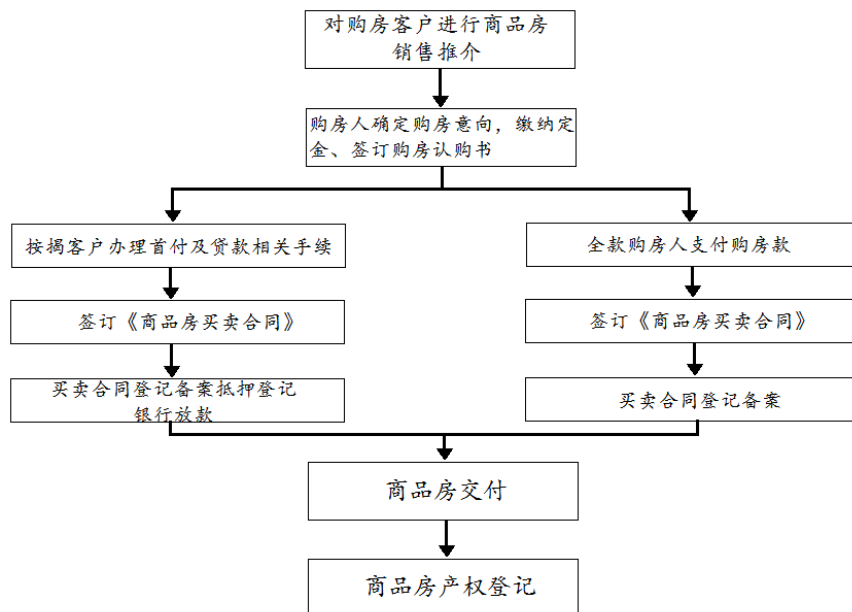 对购房客户进行商品房
销售推介
购房人确定购房意向，缴纳定
金、签订购房认购书
按揭客户办理首付及贷款相关手续
全款购房人支付购房款
签订《商品房买卖合同》
签订《商品房买卖合同》
买卖合同登记备案抵押登记
银行放款
买卖合同登记备案
商品房交付
商品房产权登记